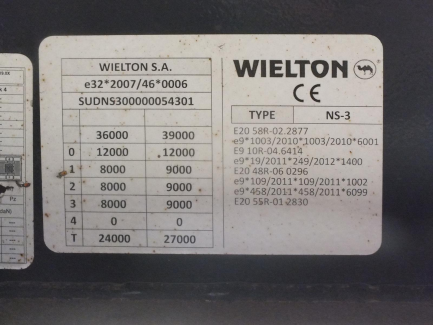 WIELTON S.A.
e32*2007/46*0006
SUDNS300000054301
36000 39000
0 12000 12000
1 8000 9000
2 8000 9000
3 8000 9000
4 0 0
T 24000 27000
WIELTON
CE
TYPE NS-3
E20 58R-02.2877
e9*1003/2010*1003/2010*6001
E9 10R-04.6414
e9*19/2011*249/2012*1400
E20 48R-06 0296
e9*109/2011*109/2011*1002
e9*458/2011*458/2011*6099
E20 55R-01 2830